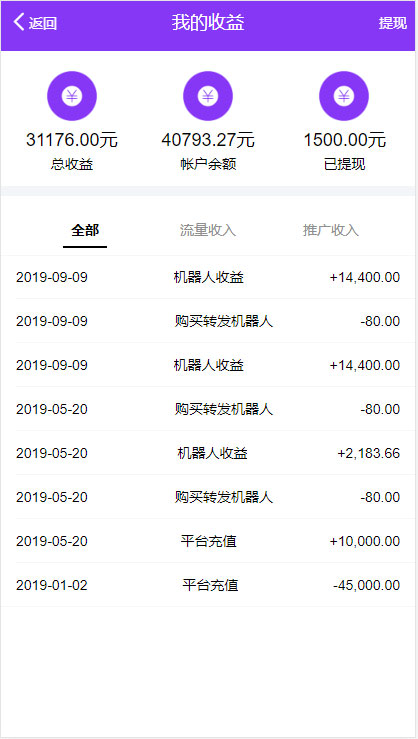 返回 我的收益 提现
¥ ¥ ¥
31176.00元 40793.27元 1500.00元
总收益 帐户余额 已提现
全部 流量收入 推广收入
2019-09-09 机器人收益 +14,400.00
2019-09-09 购买转发机器人 -80.00
2019-09-09 机器人收益 +14,400.00
2019-05-20 购买转发机器人 -80.00
2019-05-20 机器人收益 +2,183.66
2019-05-20 购买转发机器人 -80.00
2019-05-20 平台充值 +10,000.00
2019-01-02 平台充值 -45,000.00